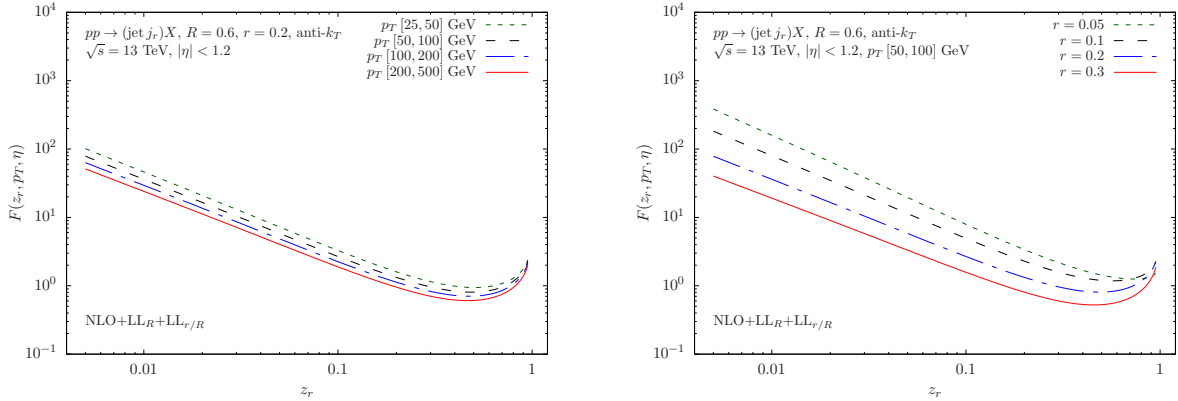 pp → (jet j_r)X, R = 0.6, r = 0.2, anti-k_T
√s = 13 TeV, |η| < 1.2
p_T [25, 50] GeV
p_T [50, 100] GeV
p_T [100, 200] GeV
p_T [200, 500] GeV
10^4
10^3
10^2
10^1
10^0
10^−1
F(z_r, p_T, η)
NLO+LL_R+LL_{r/R}
0.01
0.1
1
z_r
pp → (jet j_r)X, R = 0.6, anti-k_T
√s = 13 TeV, |η| < 1.2, p_T [50, 100] GeV
r = 0.05
r = 0.1
r = 0.2
r = 0.3
10^4
10^3
10^2
10^1
10^0
10^−1
F(z_r, p_T, η)
NLO+LL_R+LL_{r/R}
0.01
0.1
1
z_r